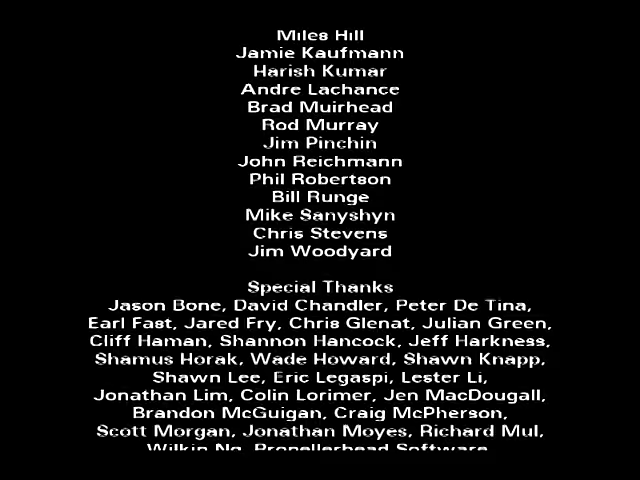 Miles Hill
Jamie Kaufmann
Harish Kumar
Andre Lachance
Brad Muirhead
Rod Murray
Jim Pinchin
John Reichmann
Phil Robertson
Bill Runge
Mike Sanyshyn
Chris Stevens
Jim Woodyard
Special Thanks
Jason Bone, David Chandler, Peter De Tina,
Earl Fast, Jared Fry, Chris Glenat, Julian Green,
Cliff Haman, Shannon Hancock, Jeff Harkness,
Shamus Horak, Wade Howard, Shawn Knapp,
Shawn Lee, Eric Legaspi, Lester Li,
Jonathan Lim, Colin Lorimer, Jen MacDougall,
Brandon McGuigan, Craig McPherson,
Scott Morgan, Jonathan Moyes, Richard Mul,
Wilkin Ng, Propellerhead Software,